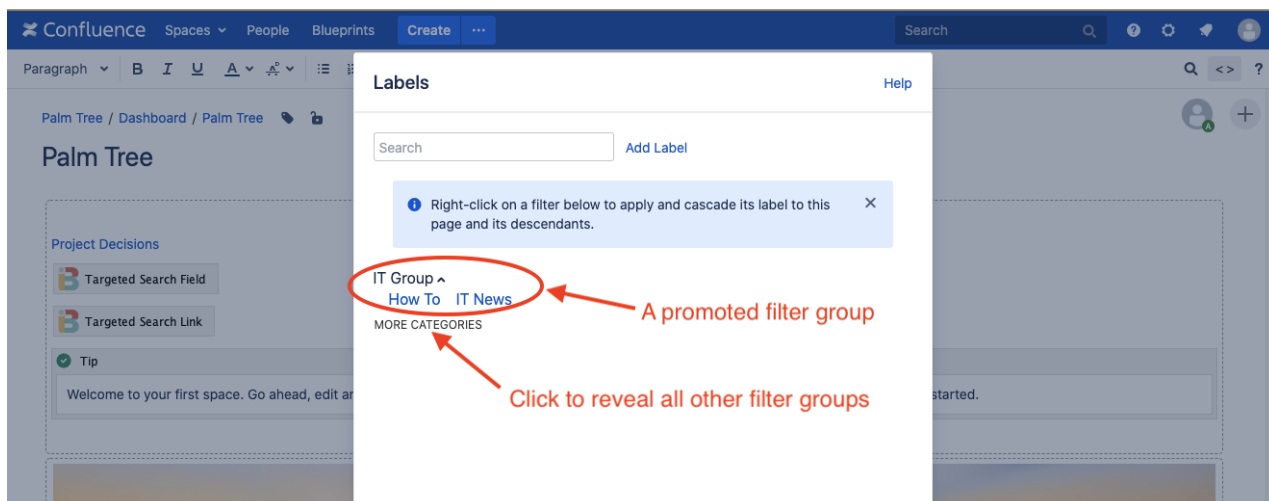 Confluence Spaces People Blueprints Create ... Search
Paragraph B I U A
Labels
Help
Palm Tree / Dashboard / Palm Tree
Palm Tree
Search
Add Label
Right-click on a filter below to apply and cascade its label to this
page and its descendants.
Project Decisions
Targeted Search Field
Targeted Search Link
IT Group
How To IT News
A promoted filter group
MORE CATEGORIES
Click to reveal all other filter groups
Tip
Welcome to your first space. Go ahead, edit
started.